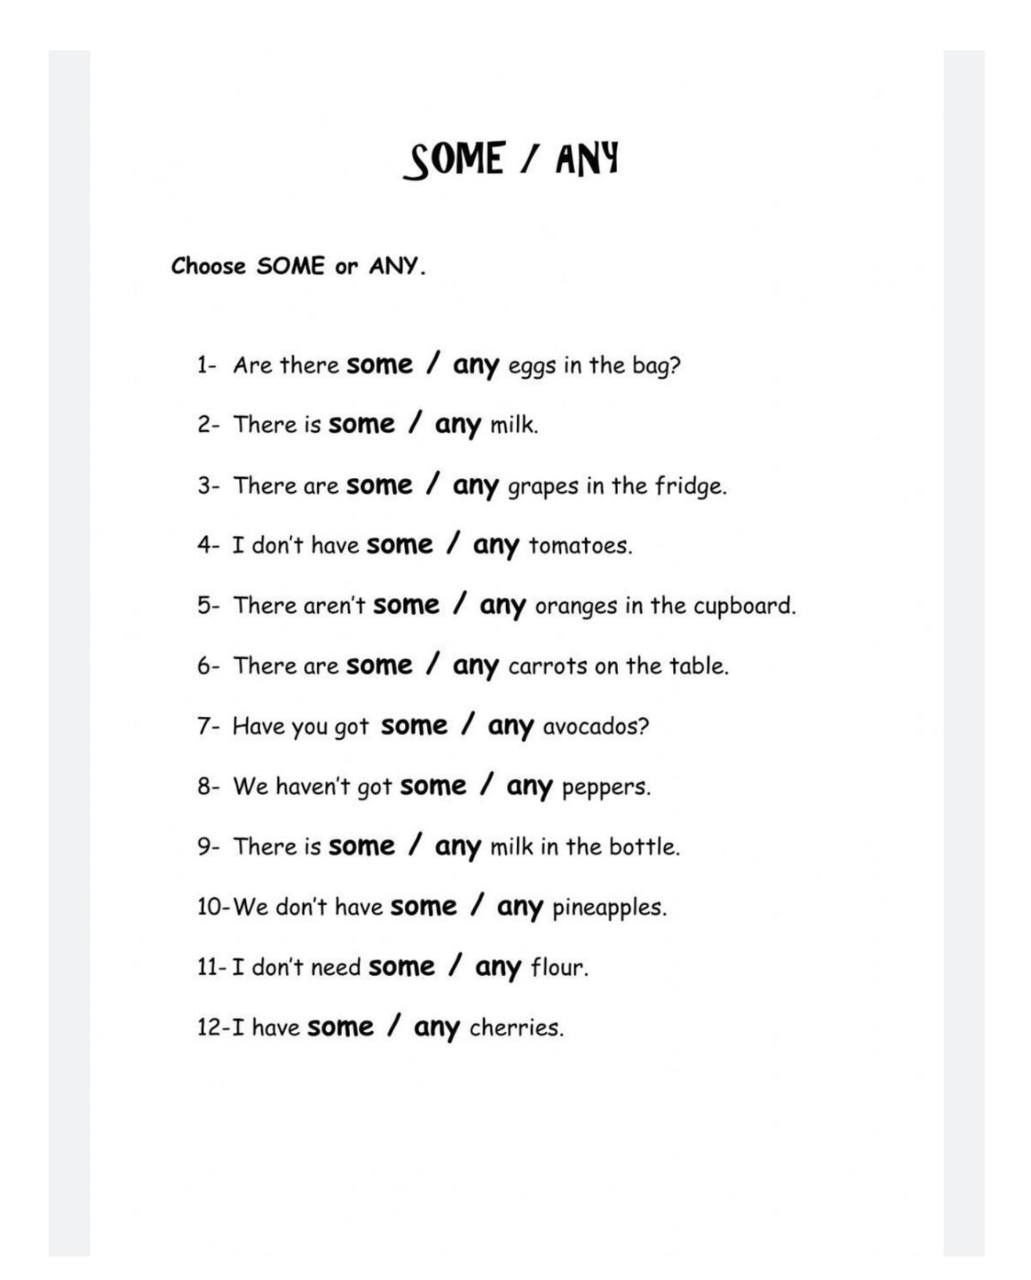 SOME / ANY
Choose SOME or ANY.
1- Are there some / any eggs in the bag?
2- There is some / any milk.
3- There are some / any grapes in the fridge.
4- I don't have some / any tomatoes.
5- There aren't some / any oranges in the cupboard.
6- There are some / any carrots on the table.
7- Have you got some / any avocados?
8- We haven't got some / any peppers.
9- There is some / any milk in the bottle.
10-We don't have some / any pineapples.
11-I don't need some / any flour.
12-I have some / any cherries.